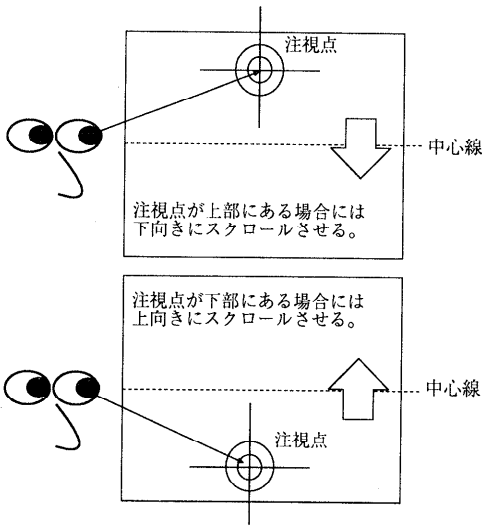 注視点
中心線
注視点が上部にある場合には
下向きにスクロールさせる。
注視点が下部にある場合には
上向きにスクロールさせる。
中心線
注視点